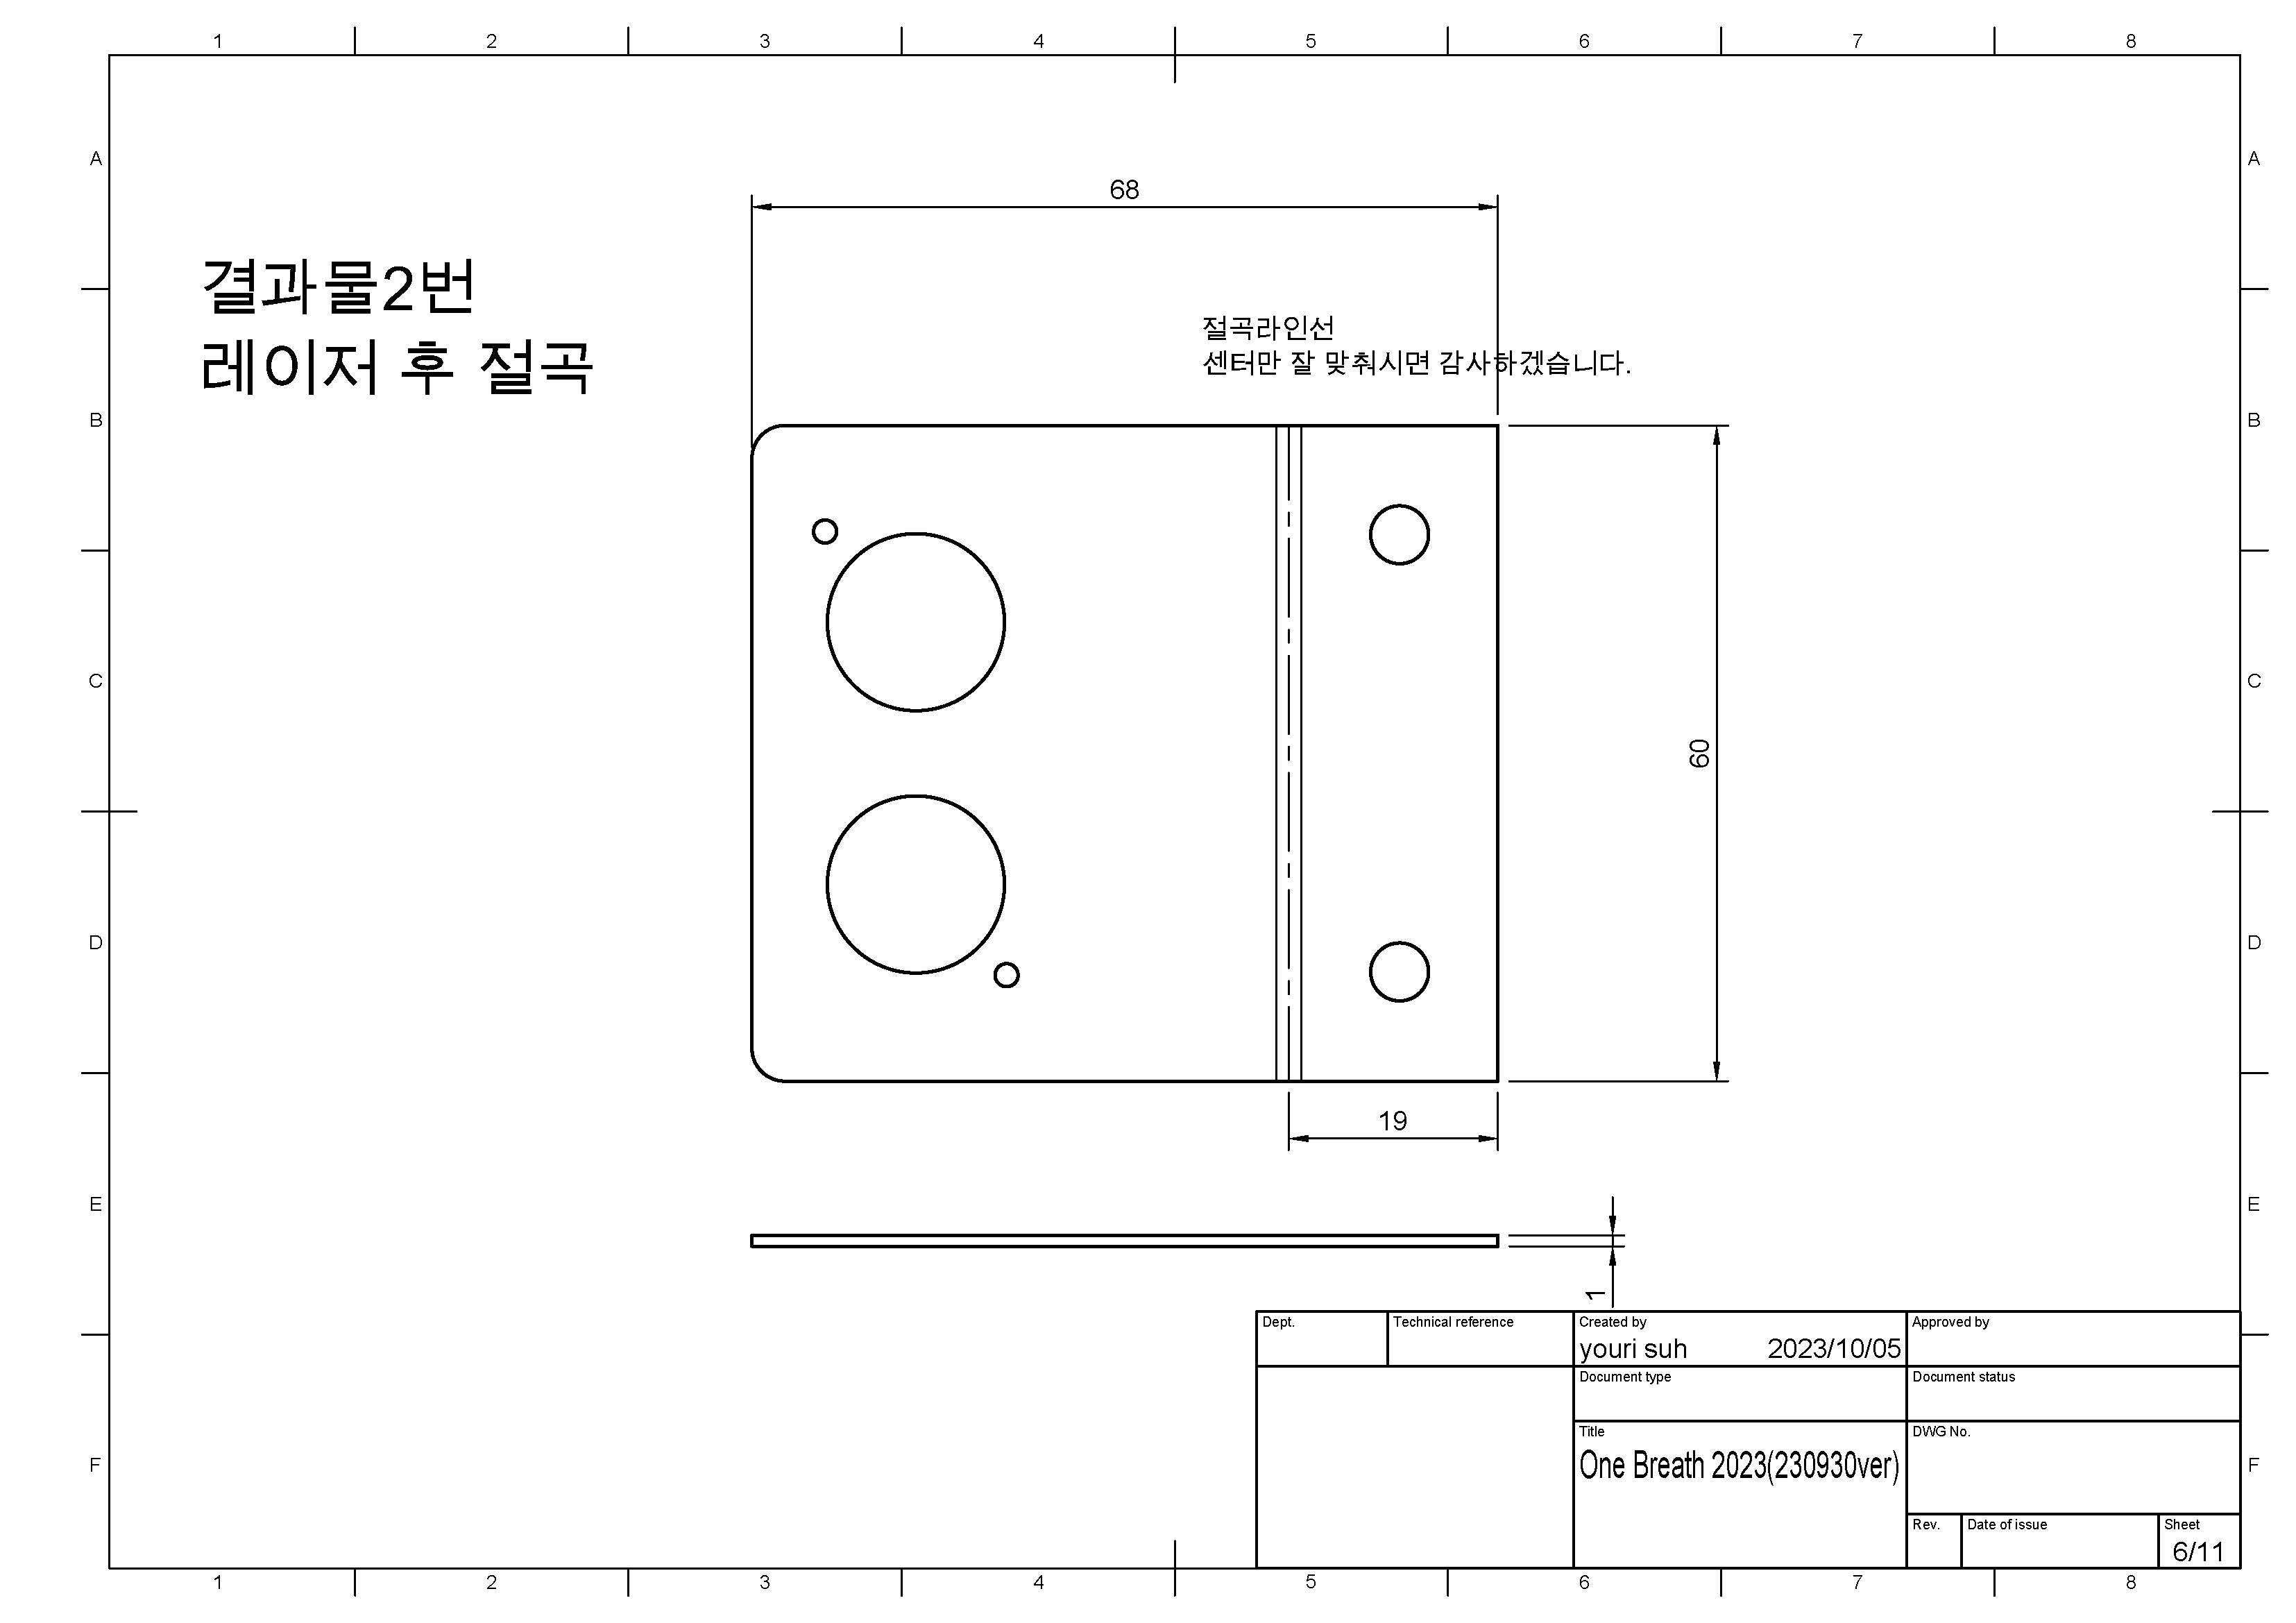 1 2 3 4 5 6 7 8
A A
68
결과물2번
레이저 후 절곡
절곡라인선
센터만 잘 맞춰시면 감사하겠습니다.
B B
C C
60
D D
19
E E
1
Dept. Technical reference Created by Approved by
youri suh 2023/10/05
Document type Document status
Title DWG No.
One Breath 2023(230930ver)
F F
Rev. Date of issue Sheet
6/11
1 2 3 4 5 6 7 8